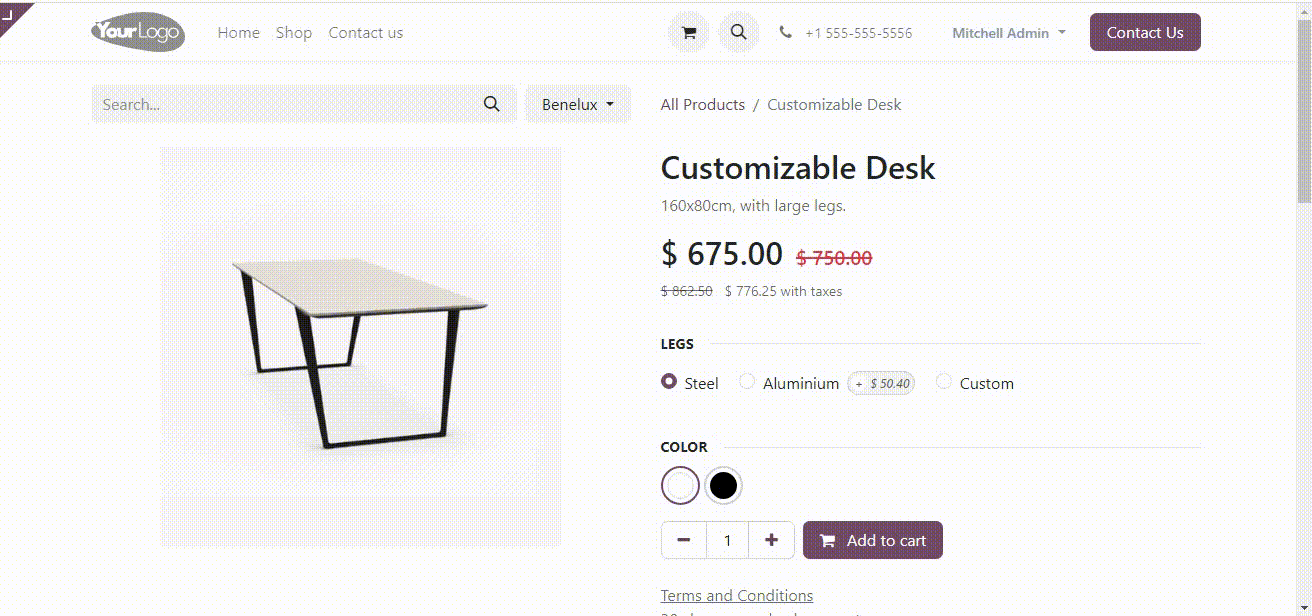 YourLogo Home Shop Contact us +1 555-555-5556 Mitchell Admin Contact Us
Search... Benelux All Products / Customizable Desk
Customizable Desk
160x80cm, with large legs.
$ 675.00 $ 750.00
$ 862.50 $ 776.25 with taxes
LEGS
Steel Aluminium + $ 50.40 Custom
COLOR
1 Add to cart
Terms and Conditions